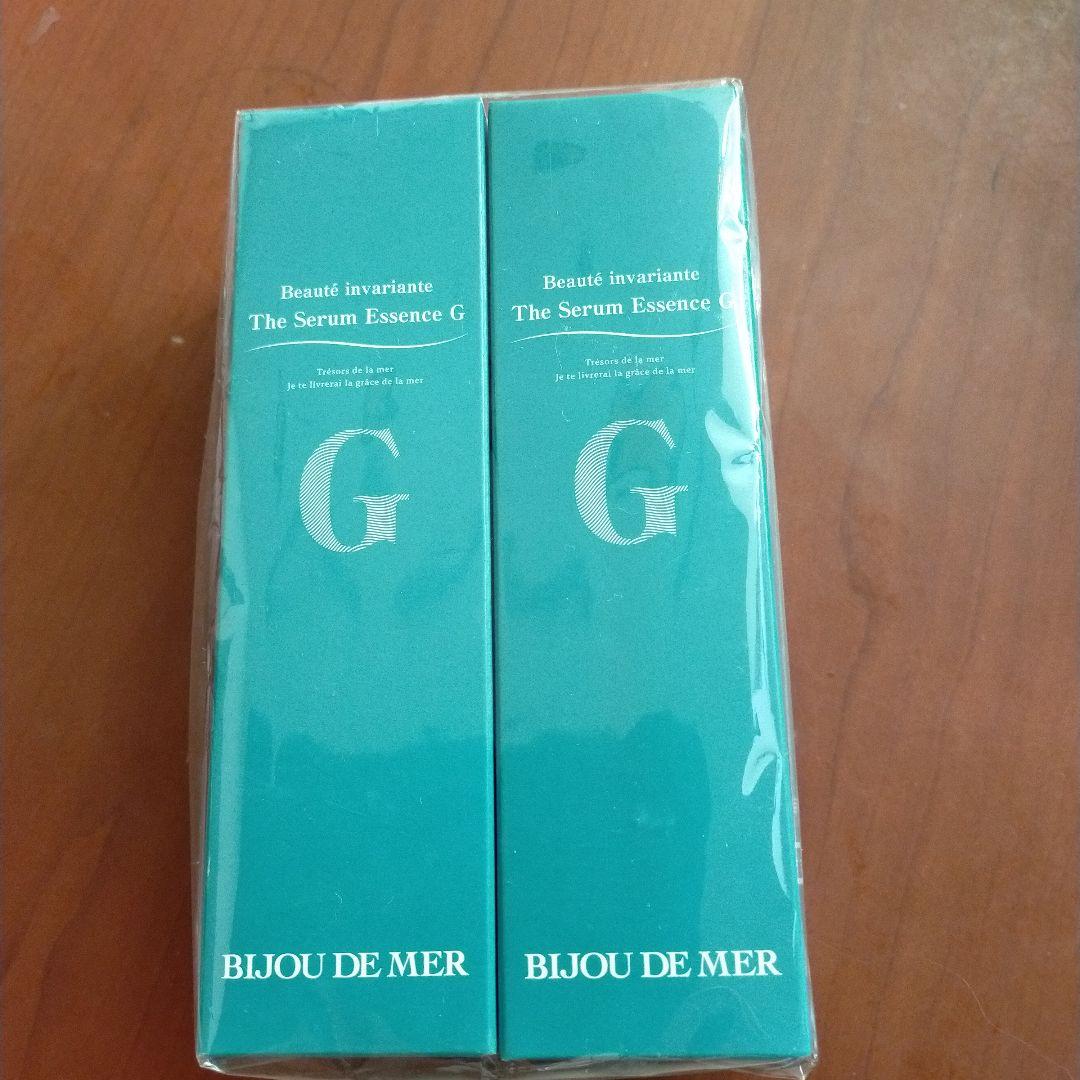 Beauté invariante
The Serum Essence G
Trésors de la mer
Je te livrerai la grâce de la mer
G
BIJOU DE MER
Beauté invariante
The Serum Essence G
Trésors de la mer
Je te livrerai la grâce de la mer
G
BIJOU DE MER